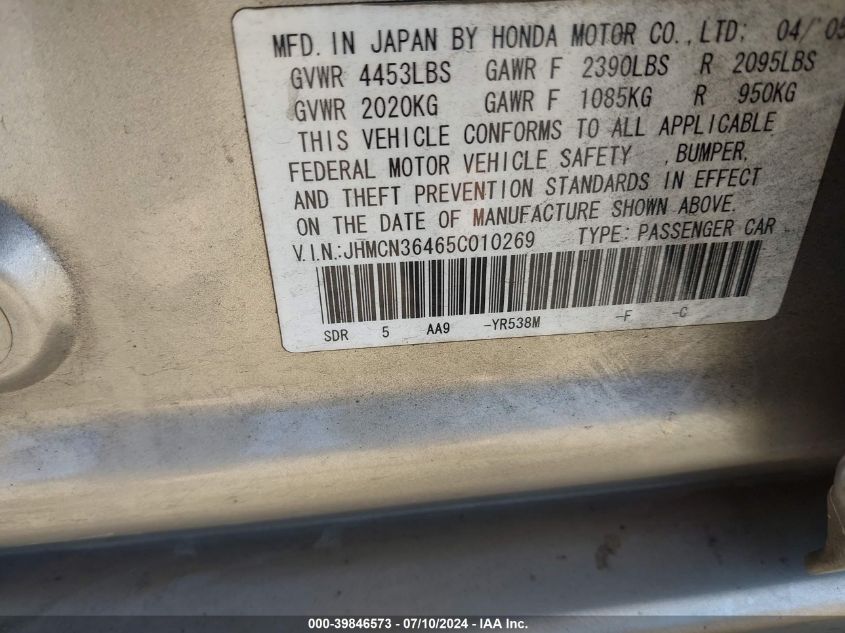 MFD. IN JAPAN BY HONDA MOTOR CO., LTD. 04/'05
GVWR 4453LBS GAWR F 2390LBS R 2095LBS
GVWR 2020KG GAWR F 1085KG R 950KG
THIS VEHICLE CONFORMS TO ALL APPLICABLE
FEDERAL MOTOR VEHICLE SAFETY , BUMPER,
AND THEFT PREVENTION STANDARDS IN EFFECT
ON THE DATE OF MANUFACTURE SHOWN ABOVE.
V.I.N.:JHMCN36465C010269 TYPE: PASSENGER CAR
SDR 5 AA9 -YR538M -F -C
000-39846573 - 07/10/2024 - IAA Inc.